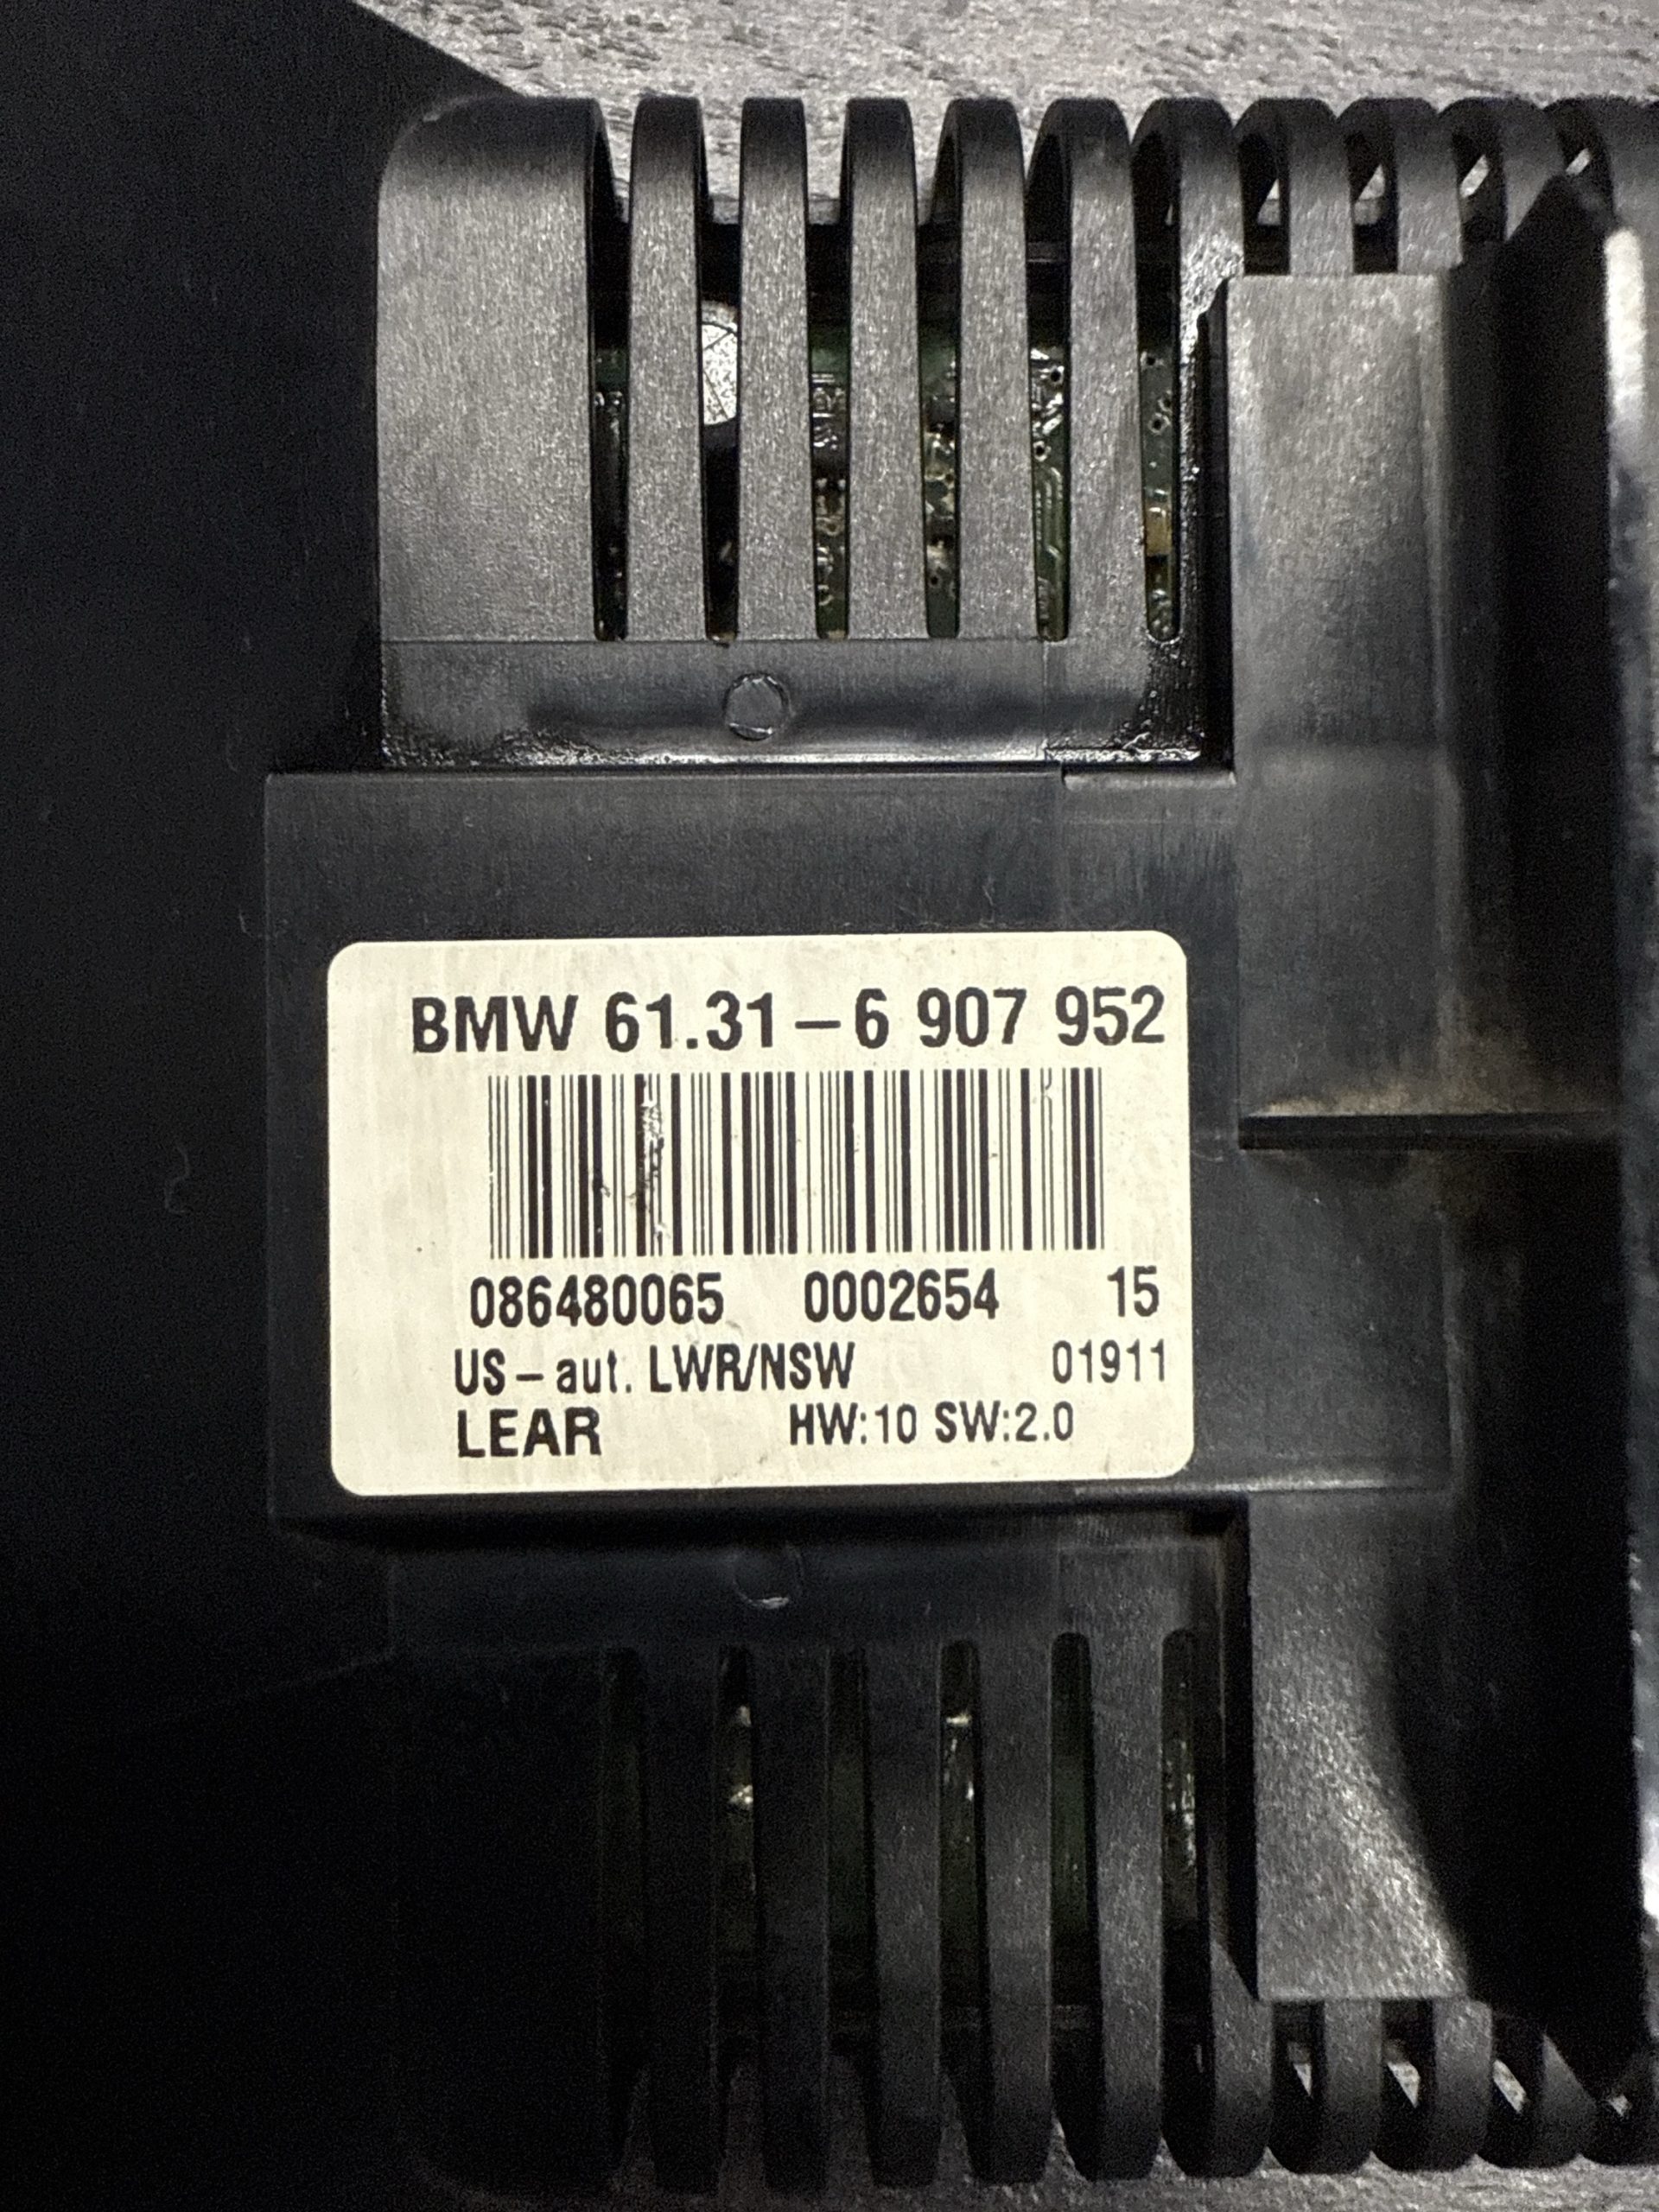 BMW 61.31 – 6 907 952
086480065 0002654 15
US – aut. LWR/NSW 01911
LEAR HW:10 SW:2.0